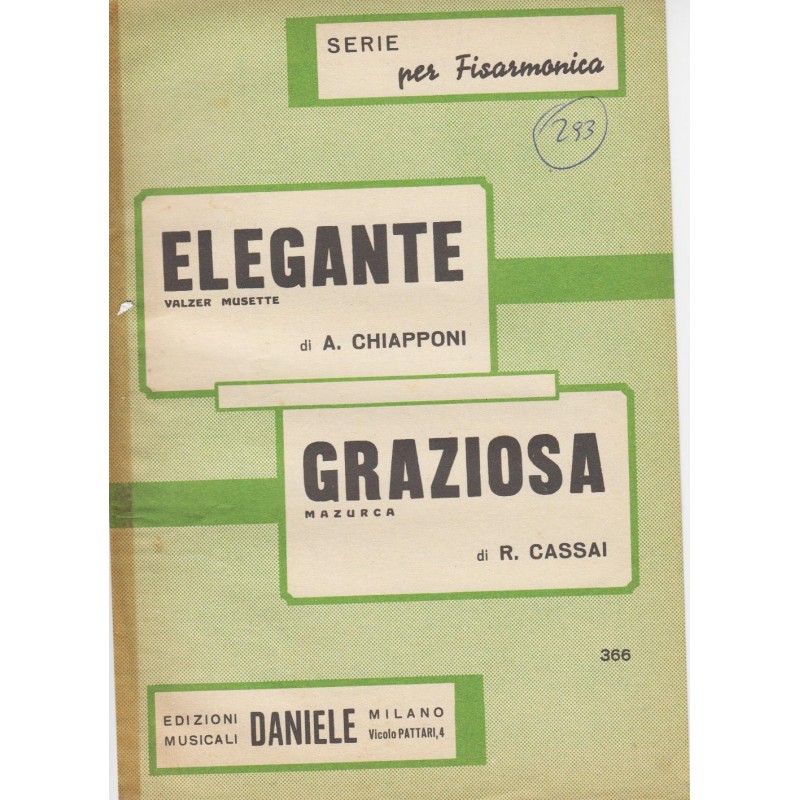 SERIE
per Fisarmonica
293
ELEGANTE
VALZER MUSETTE
di A. CHIAPPONI
GRAZIOSA
MAZURCA
di R. CASSAI
366
EDIZIONI MUSICALI
DANIELE
MILANO
Vicolo PATTARI, 4